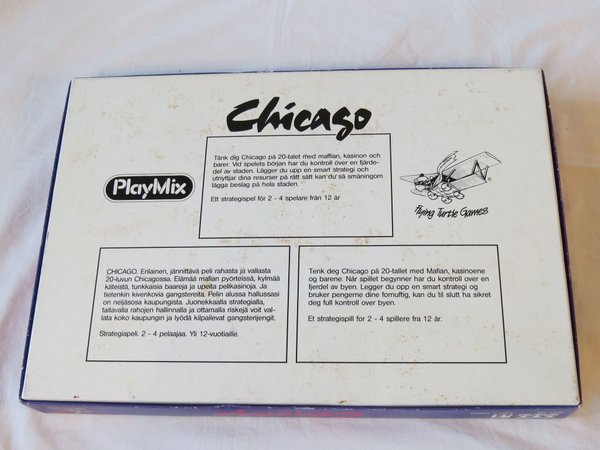 Chicago
Tänk dig Chicago på 20-talet med maffian, kasinon och
barer. Vid spelets början har du kontroll över en fjärde-
del av staden. Lägger du upp en smart strategi och
utnyttjar dina resurser på rätt sätt kan du så småningom
lägga beslag på hela staden.
Ett strategispel för 2 - 4 spelare från 12 år
PlayMix
Flying Turtle Games
CHICAGO. Erilainen, jännittävä peli rahasta ja vallasta
20-luvun Chicagossa. Elämää mafian pyörteissä, kylmää
käteistä, tunkkaisia baareja ja upeita pelikasinoja. Ja
tietenkin kivenkovia gangstereita. Pelin alussa hallussasi
on neljäsosa kaupungista. Juonekkaalla strategialla,
taitavalla rahojen hallinnalla ja ottamalla riskejä voit val-
lata koko kaupungin ja lyödä kilpailevat gangsterijengit.
Strategiapeli. 2 - 4 pelaajaa. Yli 12-vuotiaille.
Tenk deg Chicago på 20-tallet med Mafian, kasinoene
og barene. När spillet begynner har du kontroll over en
fjerdel av byen. Legger du opp en smart strategi og
bruker pengerne dine fornuftig, kan du til slutt ha sikret
deg full kontroll over byen.
Et strategispill for 2 - 4 spillere fra 12 år.